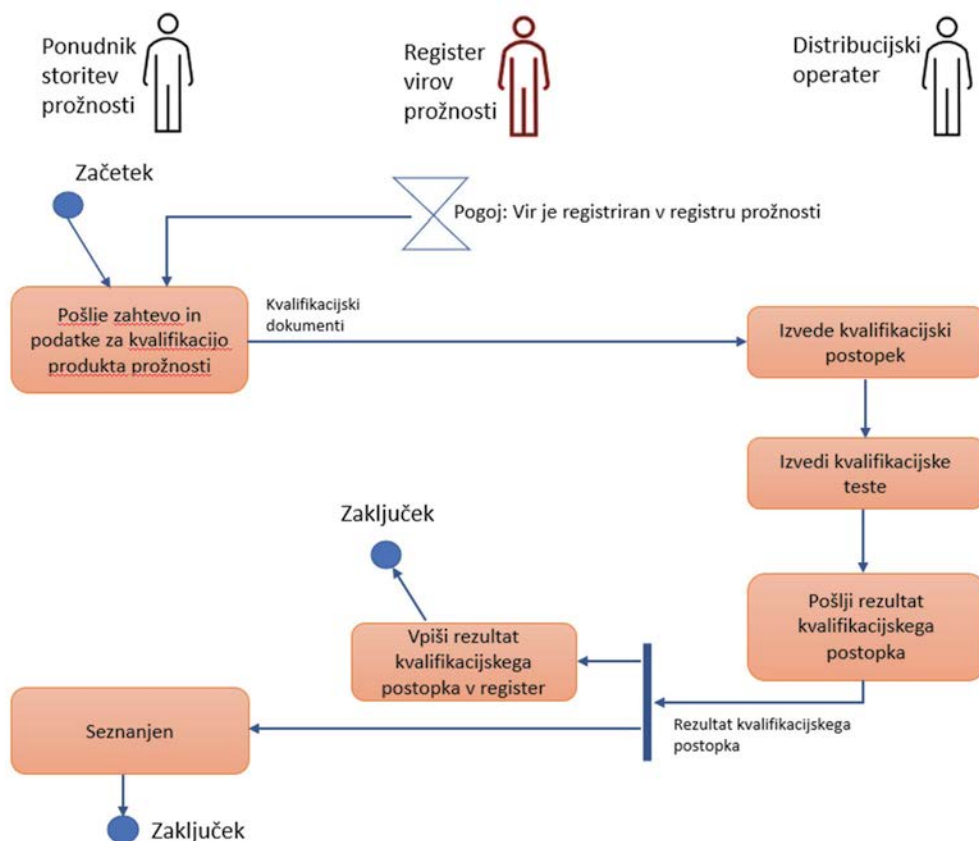 Ponudnik
storitev
prožnosti
Register
virov
prožnosti
Distribucijski
operater
Začetek
Pogoj: Vir je registriran v registru prožnosti
Pošlje zahtevo in
podatke za kvalifikacijo
produkta prožnosti
Kvalifikacijski
dokumenti
Izvede kvalifikacijski
postopek
Izvedi kvalifikacijske
teste
Zaključek
Pošlji rezultat
kvalifikacijskega
postopka
Vpiši rezultat
kvalifikacijskega
postopka v register
Rezultat kvalifikacijskega
postopka
Seznanjen
Zaključek